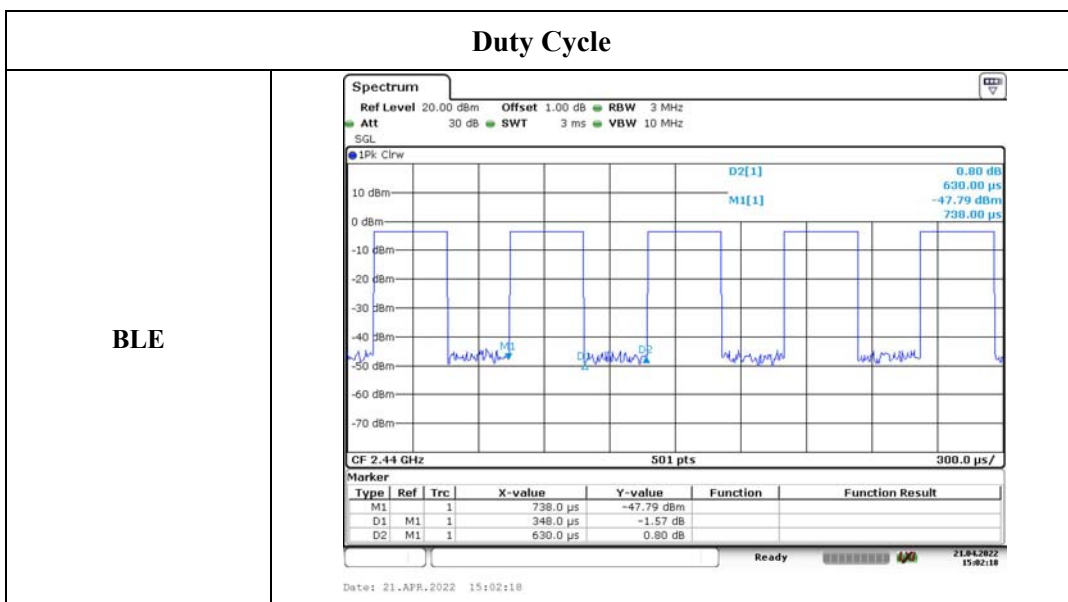 Duty Cycle
BLE
Spectrum
Ref Level 20.00 dBm Offset 1.00 dB RBW 3 MHz
Att 30 dB SWT 3 ms VBW 10 MHz
SGL
1Pk Clrw
D2[1] 0.80 dB
630.00 µs
M1[1] -47.79 dBm
738.00 µs
10 dBm
0 dBm
-10 dBm
-20 dBm
-30 dBm
-40 dBm
M1
D1
D2
-50 dBm
-60 dBm
-70 dBm
CF 2.44 GHz 501 pts 300.0 µs/
Marker
Type Ref Trc X-value Y-value Function Function Result
M1 1 738.0 µs -47.79 dBm
D1 M1 1 348.0 µs -1.57 dB
D2 M1 1 630.0 µs 0.80 dB
Ready 21.04.2022
15:02:18
Date: 21.APR.2022 15:02:18